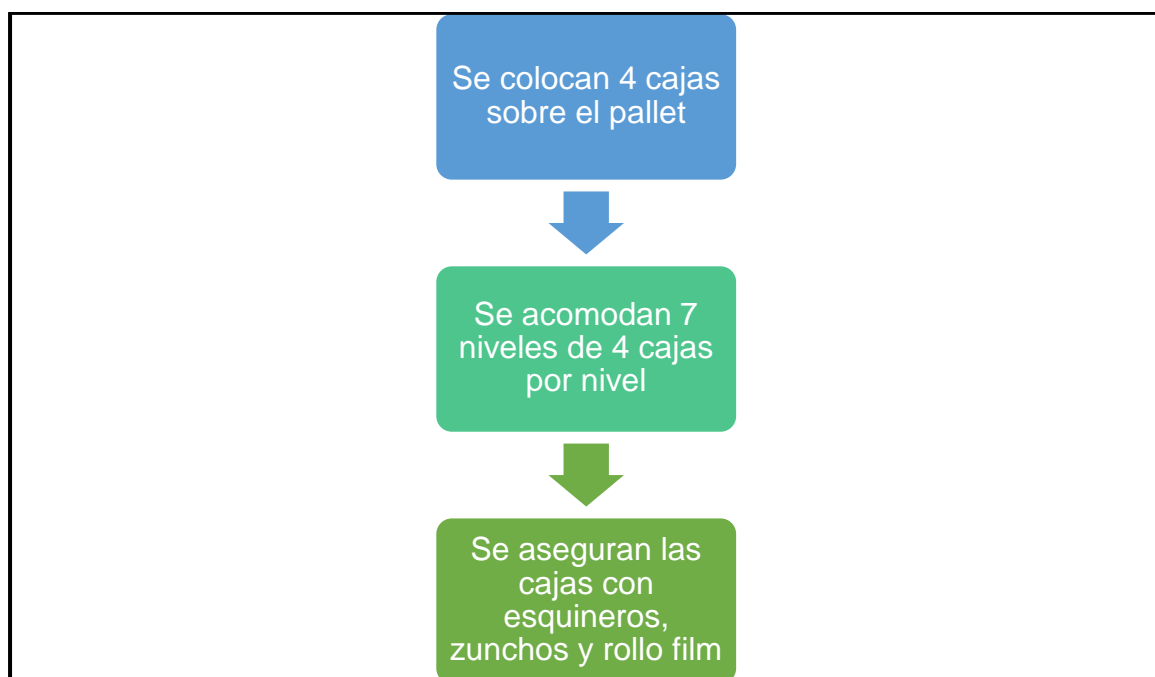 Se colocan 4 cajas
sobre el pallet
Se acomodan 7
niveles de 4 cajas
por nivel
Se aseguran las
cajas con
esquineros,
zunchos y rollo film